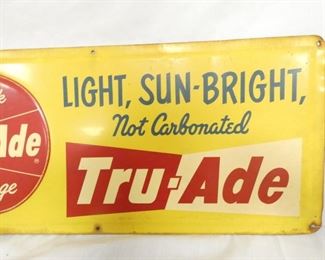 LIGHT, SUN-BRIGHT,
Not Carbonated
Tru-Ade
Ade®